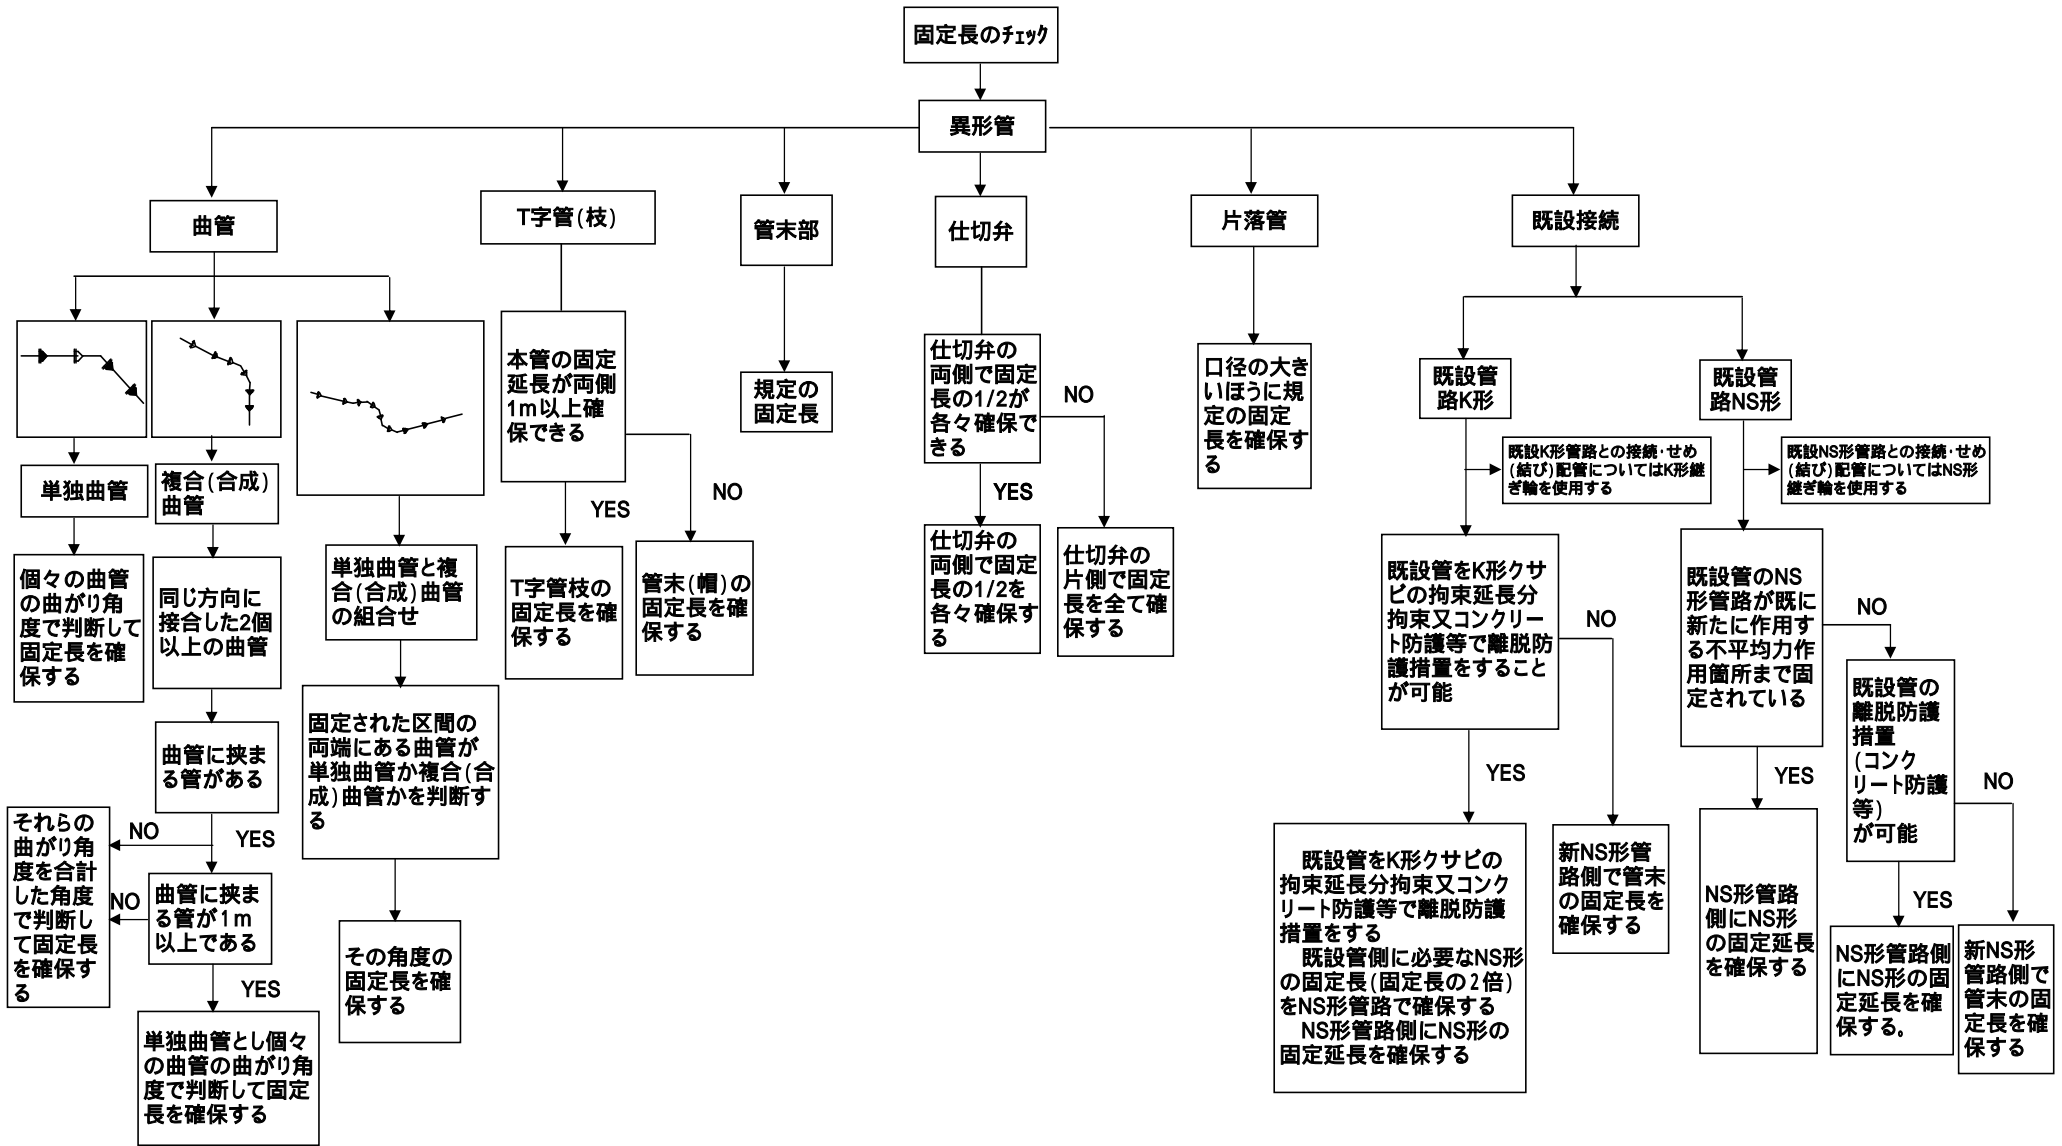 固定長のチェック
異形管
曲管
T字管(枝)
管末部
仕切弁
片落管
既設接続
単独曲管
個々の曲管
の曲がり角
度で判断して
固定長を確
保する
複合(合成)
曲管
同じ方向に
接合した2個
以上の曲管
曲管に挟ま
る管がある
NO
YES
それらの
曲がり角
度を合計
した角度
で判断し
て固定長
を確保す
る
NO
曲管に挟ま
る管が1m
以上である
YES
単独曲管とし個々
の曲管の曲がり角
度で判断して固定
長を確保する
単独曲管と複
合(合成)曲管
の組合せ
固定された区間の
両端にある曲管が
単独曲管か複合(合
成)曲管かを判断す
る
その角度の
固定長を確
保する
本管の固定
延長が両側
1m以上確
保できる
YES
NO
T字管枝の
固定長を確
保する
管末(帽)の
固定長を確
保する
規定の
固定長
仕切弁の
両側で固定
長の1/2が
各々確保で
きる
NO
YES
仕切弁の
両側で固定
長の1/2を
各々確保す
る
仕切弁の
片側で固定
長を全て確
保する
口径の大き
いほうに規
定の固定
長を確保す
る
既設管
路K形
既設K形管路との接続・せめ
(結び)配管についてはK形継
ぎ輪を使用する
既設管をK形クサ
ビの拘束延長分
拘束又コンクリー
ト防護等で離脱防
護措置をすること
が可能
NO
YES
既設管をK形クサビの
拘束延長分拘束又コンク
リート防護等で離脱防護
措置をする
既設管側に必要なNS形
の固定長(固定長の2倍)
をNS形管路で確保する
NS形管路側にNS形の
固定延長を確保する
新NS形管
路側で管末
の固定長を
確保する
既設管
路NS形
既設NS形管路との接続・せめ
(結び)配管についてはNS形
継ぎ輪を使用する
既設管のNS
形管路が既に
新たに作用す
る不平均力作
用箇所まで固
定されている
NO
YES
NS形管路
側にNS形
の固定延長
を確保する
既設管の
離脱防護
措置
(コンク
リート防護
等)
が可能
NO
YES
NS形管路側
にNS形の固
定延長を確
保する。
新NS形
管路側で
管末の固
定長を確
保する